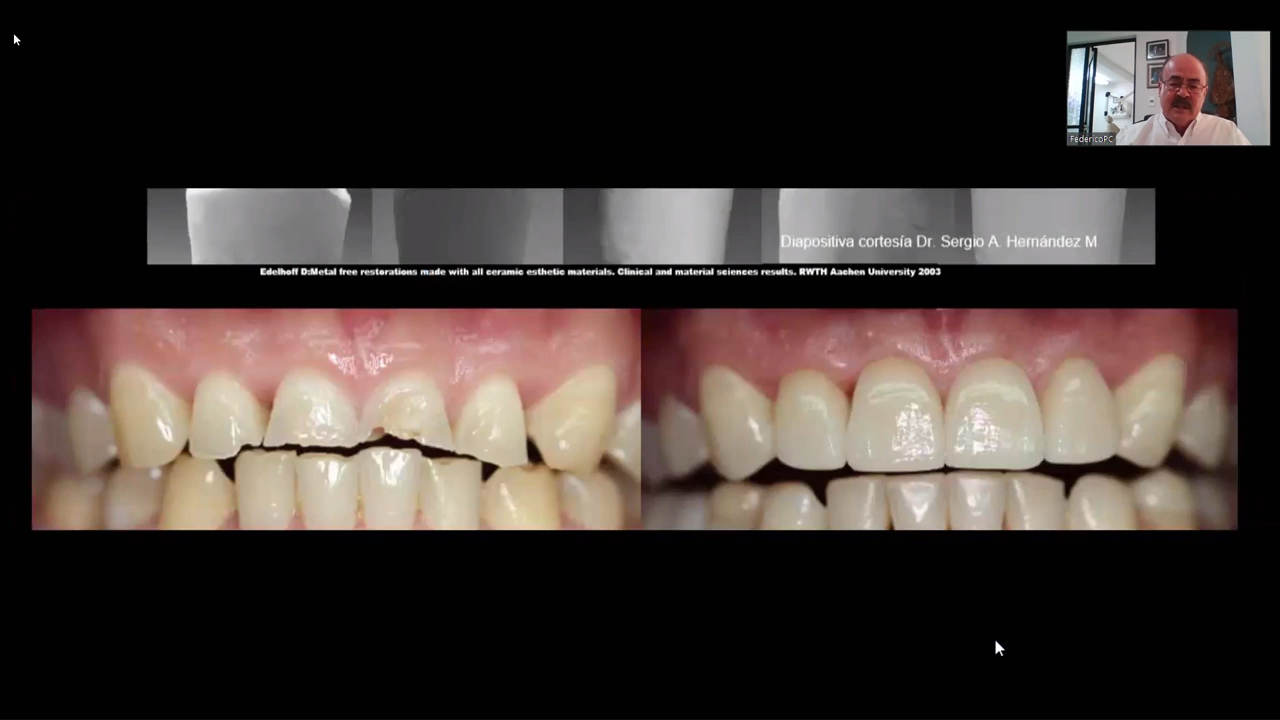 FedericoPC
Diapositiva cortesía Dr. Sergio A. Hernández M
Edelhoff D:Metal free restorations made with all ceramic esthetic materials. Clinical and material sciences results. RWTH Aachen University 2003